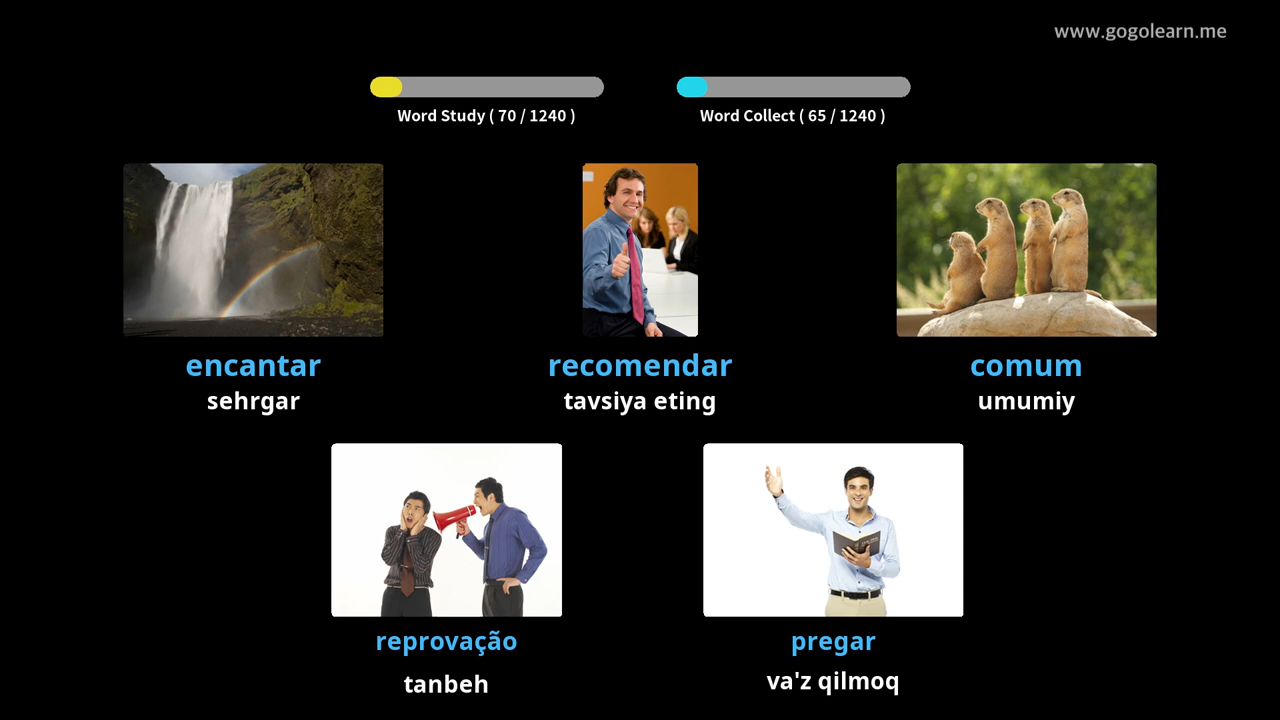 www.gogolearn.me
Word Study ( 70 / 1240 )
Word Collect ( 65 / 1240 )
encantar
sehrgar
recomendar
tavsiya eting
comum
umumiy
reprovação
tanbeh
pregar
va'z qilmoq